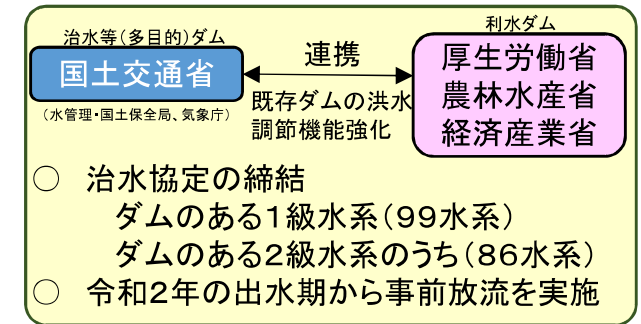 治水等(多目的)ダム
国土交通省
(水管理・国土保全局、気象庁)
連携
既存ダムの洪水
調節機能強化
利水ダム
厚生労働省
農林水産省
経済産業省
○ 治水協定の締結
ダムのある1級水系(99水系)
ダムのある2級水系のうち(86水系)
○ 令和2年の出水期から事前放流を実施